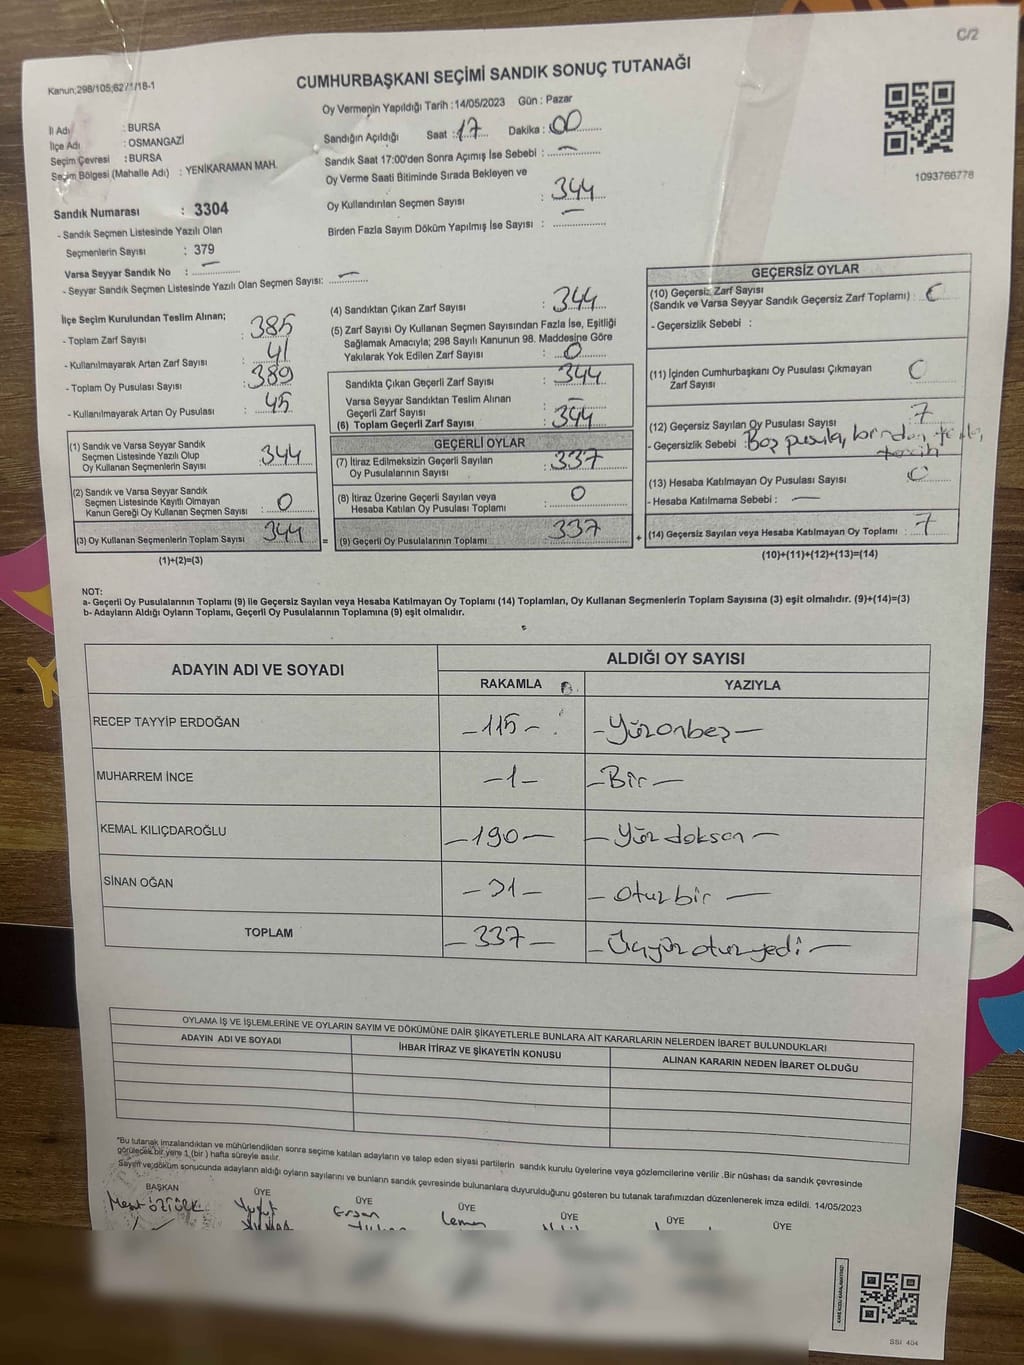 C/2
Kanun;298/105;6271/18-1
CUMHURBAŞKANI SEÇİMİ SANDIK SONUÇ TUTANAĞI
İl Adı : BURSA
İlçe Adı : OSMANGAZİ
Seçim Çevresi : BURSA
Seçim Bölgesi (Mahalle Adı) : YENİKARAMAN MAH.
Oy Vermenin Yapıldığı Tarih : 14/05/2023 Gün : Pazar
Sandığın Açıldığı Saat : 17 Dakika : 00
Sandık Saat 17:00'den Sonra Açımış İse Sebebi : —
Oy Verme Saati Bitiminde Sırada Bekleyen ve
Oy Kullandırılan Seçmen Sayısı : 344
Birden Fazla Sayım Döküm Yapılmış İse Sayısı : —
1093766778
Sandık Numarası : 3304
- Sandık Seçmen Listesinde Yazılı Olan
Seçmenlerin Sayısı : 379
Varsa Seyyar Sandık No : —
- Seyyar Sandık Seçmen Listesinde Yazılı Olan Seçmen Sayısı: —
İlçe Seçim Kurulundan Teslim Alınan;
- Toplam Zarf Sayısı : 385
- Kullanılmayarak Artan Zarf Sayısı : 41
- Toplam Oy Pusulası Sayısı : 389
- Kullanılmayarak Artan Oy Pusulası : 45
(1) Sandık ve Varsa Seyyar Sandık
Seçmen Listesinde Yazılı Olup
Oy Kullanan Seçmenlerin Sayısı : 344
(2) Sandık ve Varsa Seyyar Sandık
Seçmen Listesinde Kayıtlı Olmayan
Kanun Gereği Oy Kullanan Seçmen Sayısı : 0
(3) Oy Kullanan Seçmenlerin Toplam Sayısı 344
(1)+(2)=(3)
(4) Sandıktan Çıkan Zarf Sayısı : 344
(5) Zarf Sayısı Oy Kullanan Seçmen Sayısından Fazla İse, Eşitliği
Sağlamak Amacıyla; 298 Sayılı Kanunun 98. Maddesine Göre
Yakılarak Yok Edilen Zarf Sayısı : 0
Sandıkta Çıkan Geçerli Zarf Sayısı : 344
Varsa Seyyar Sandıktan Teslim Alınan
Geçerli Zarf Sayısı : —
(6) Toplam Geçerli Zarf Sayısı : 344
GEÇERLİ OYLAR
(7) İtiraz Edilmeksizin Geçerli Sayılan
Oy Pusulalarının Sayısı : 337
(8) İtiraz Üzerine Geçerli Sayılan veya
Hesaba Katılan Oy Pusulası Toplamı : 0
= (9) Geçerli Oy Pusulalarının Toplamı 337
GEÇERSİZ OYLAR
(10) Geçersiz Zarf Sayısı
(Sandık ve Varsa Seyyar Sandık Geçersiz Zarf Toplamı) : 0
- Geçersizlik Sebebi :
(11) İçinden Cumhurbaşkanı Oy Pusulası Çıkmayan
Zarf Sayısı : 0
(12) Geçersiz Sayılan Oy Pusulası Sayısı : 7
- Geçersizlik Sebebi : Boş pusula, birden fazla,
tercih
(13) Hesaba Katılmayan Oy Pusulası Sayısı : 0
- Hesaba Katılmama Sebebi : —
+ (14) Geçersiz Sayılan veya Hesaba Katılmayan Oy Toplamı : 7
(10)+(11)+(12)+(13)=(14)
NOT:
a- Geçerli Oy Pusulalarının Toplamı (9) ile Geçersiz Sayılan veya Hesaba Katılmayan Oy Toplamı (14) Toplamları, Oy Kullanan Seçmenlerin Toplam Sayısına (3) eşit olmalıdır. (9)+(14)=(3)
b- Adayların Aldığı Oyların Toplamı, Geçerli Oy Pusulalarının Toplamına (9) eşit olmalıdır.
ADAYIN ADI VE SOYADI ALDIĞI OY SAYISI
RAKAMLA YAZIYLA
RECEP TAYYİP ERDOĞAN – 115 – – Yüzonbeş –
MUHARREM İNCE – 1 – – Bir –
KEMAL KILIÇDAROĞLU – 190 – – Yüz doksan –
SİNAN OĞAN – 31 – – Otuzbir –
TOPLAM – 337 – – Üçyüzotuzyedi –
OYLAMA İŞ VE İŞLEMLERİNE VE OYLARIN SAYIM VE DÖKÜMÜNE DAİR ŞİKAYETLERLE BUNLARA AİT KARARLARIN NELERDEN İBARET BULUNDUKLARI
ADAYIN ADI VE SOYADI İHBAR İTİRAZ VE ŞİKAYETİN KONUSU ALINAN KARARIN NEDEN İBARET OLDUĞU
*Bu tutanak imzalandıktan ve mühürlendikten sonra seçime katılan adayların ve talep eden siyasi partilerin sandık kurulu üyelerine veya gözlemcilerine verilir .Bir nüshası da sandık çevresinde
görülecek bir yere 1 (bir ) hafta süreyle asılır.
Sayım ve döküm sonucunda adayların aldığı oyların sayılarını ve bunların sandık çevresinde bulunanlara duyurulduğunu gösteren bu tutanak tarafımızdan düzenlenerek imza edildi. 14/05/2023
BAŞKAN ÜYE ÜYE ÜYE ÜYE ÜYE ÜYE
Mesut ÖZTÜRK Yusuf Ersan Leman
SSI 404